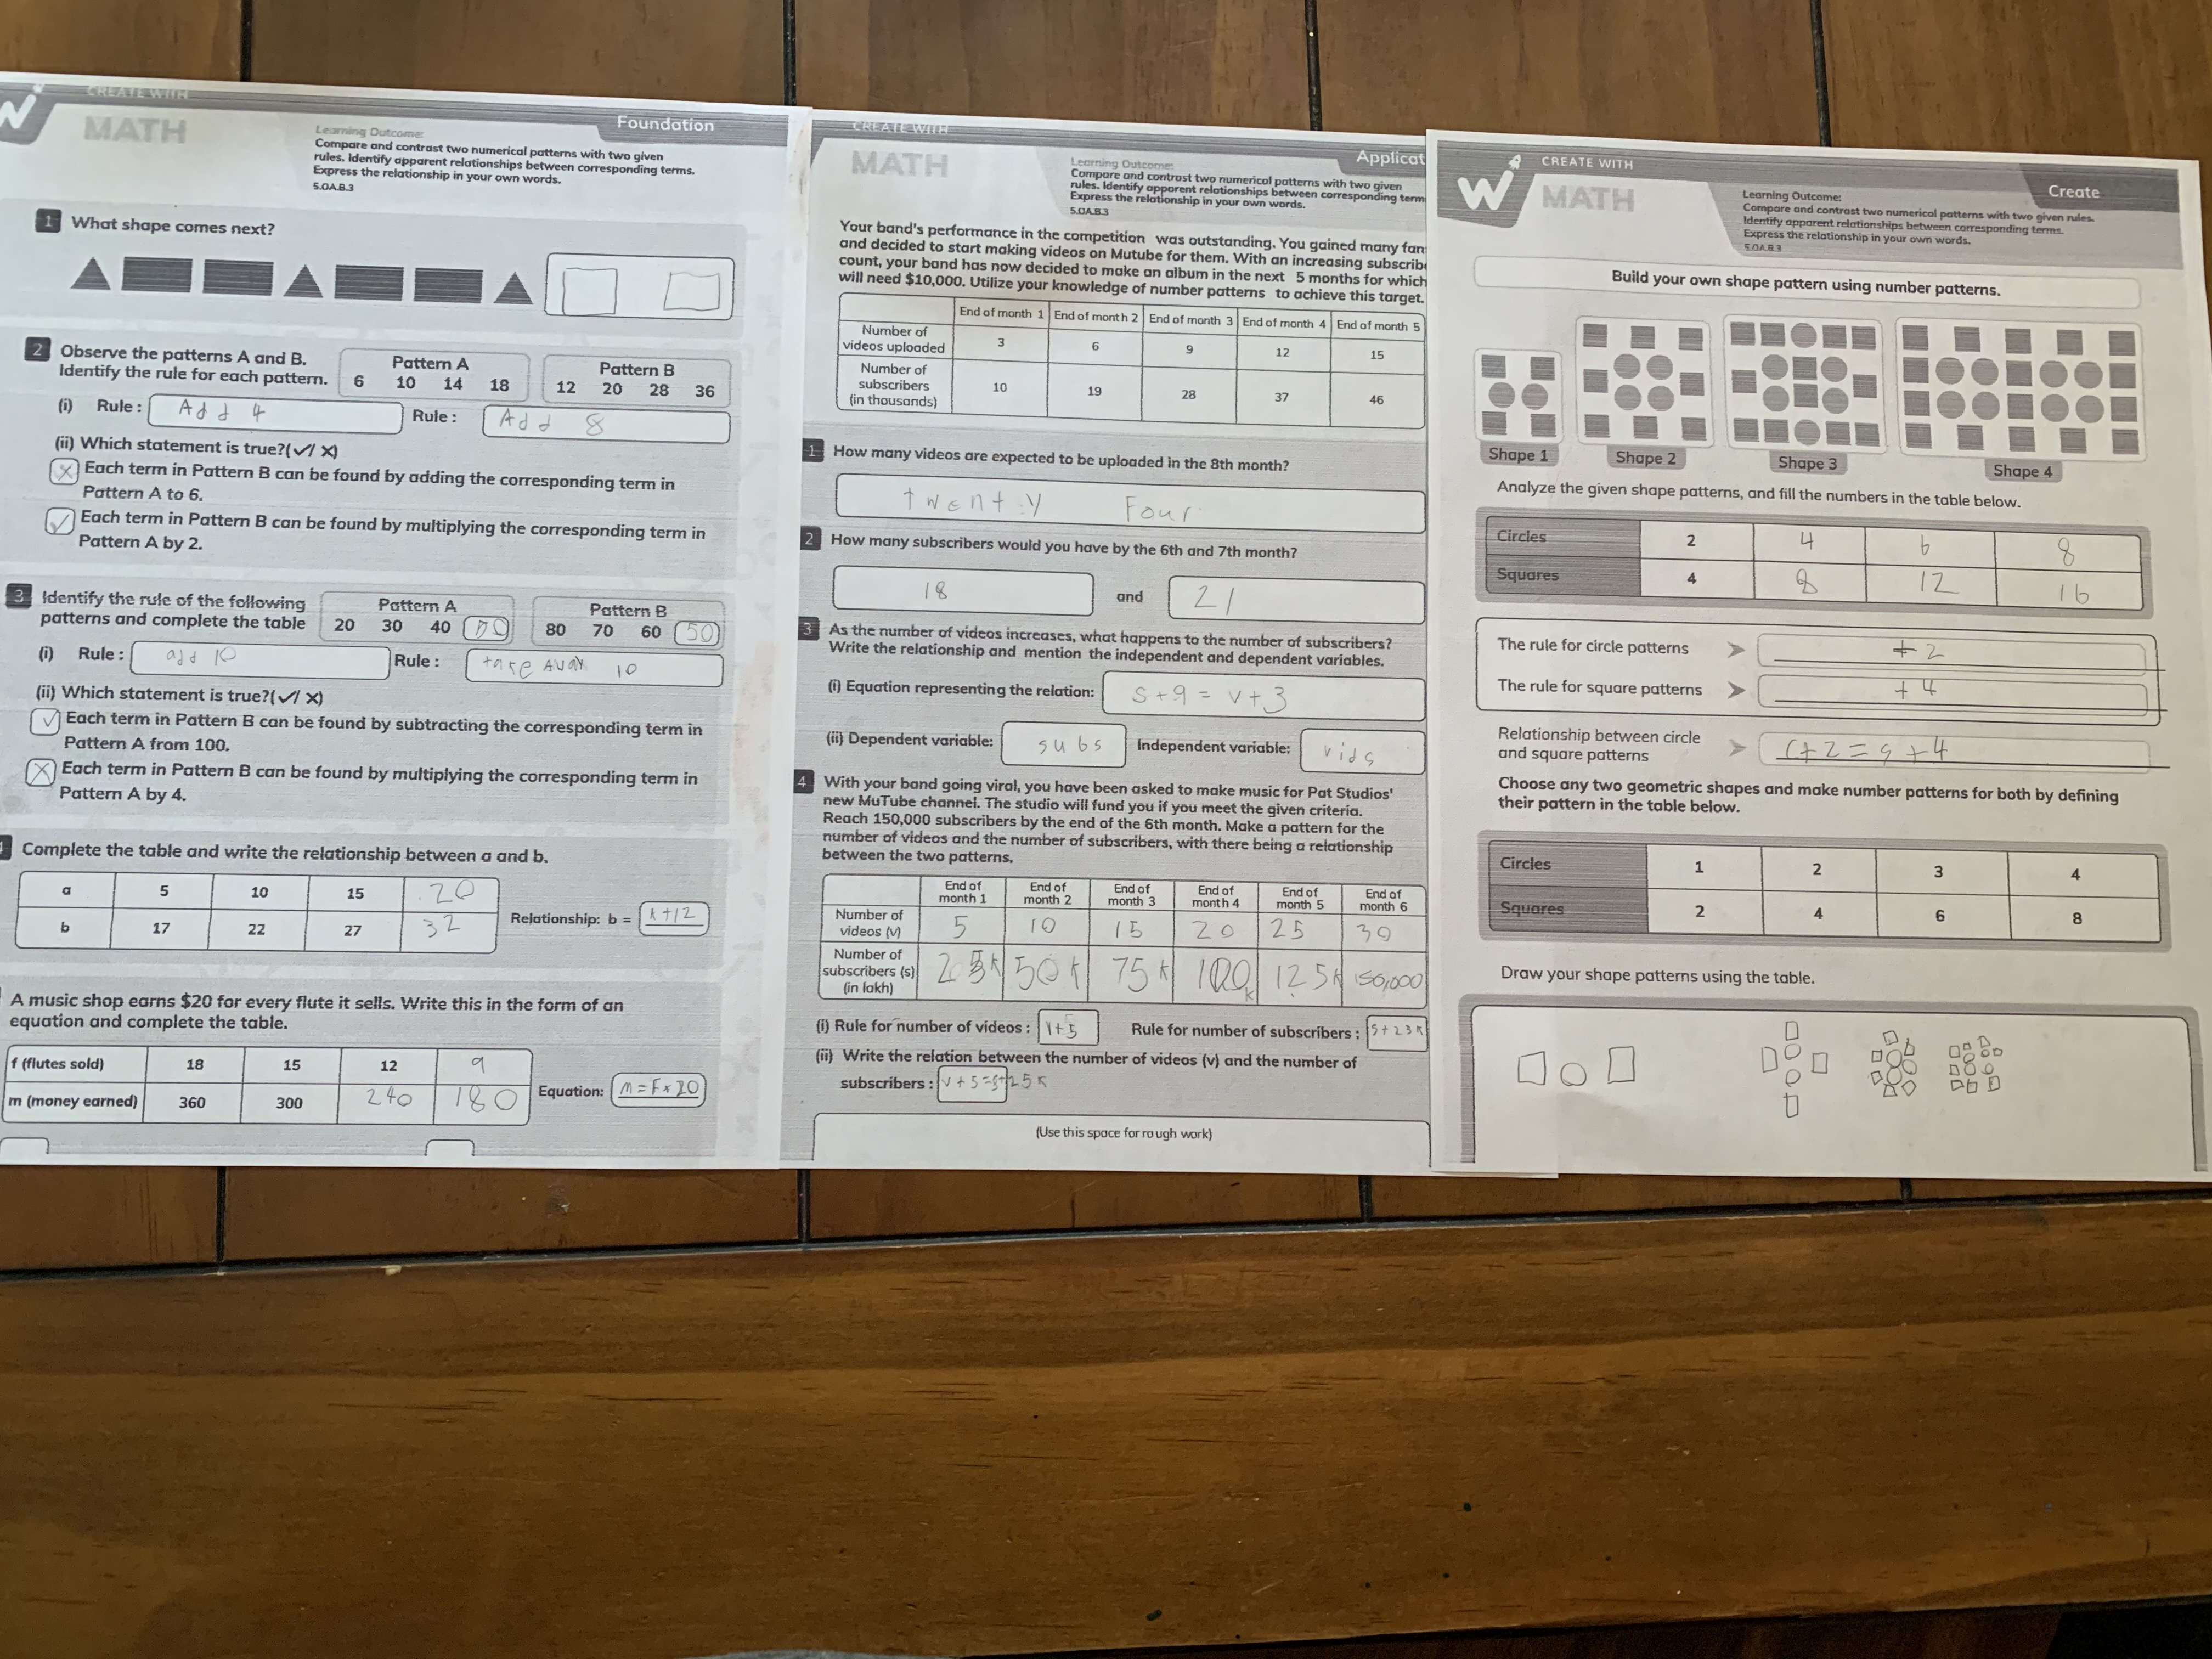 CREATE WITH
MATH
Foundation
Learning Outcome:
Compare and contrast two numerical patterns with two given
rules. Identify apparent relationships between corresponding terms.
Express the relationship in your own words.
5.OA.B.3
1 What shape comes next?
2 Observe the patterns A and B.
Identify the rule for each pattern.
Pattern A
6 10 14 18
Pattern B
12 20 28 36
(i) Rule : Add 4 Rule : Add 8
(ii) Which statement is true?(✓/ X)
X Each term in Pattern B can be found by adding the corresponding term in
Pattern A to 6.
✓ Each term in Pattern B can be found by multiplying the corresponding term in
Pattern A by 2.
3 Identify the rule of the following
patterns and complete the table
Pattern A
20 30 40 50
Pattern B
80 70 60 50
(i) Rule : add 10 Rule : take away 10
(ii) Which statement is true?(✓/ X)
✓ Each term in Pattern B can be found by subtracting the corresponding term in
Pattern A from 100.
X Each term in Pattern B can be found by multiplying the corresponding term in
Pattern A by 4.
Complete the table and write the relationship between a and b.
a 5 10 15 20
b 17 22 27 32
Relationship: b = A+12
A music shop earns $20 for every flute it sells. Write this in the form of an
equation and complete the table.
f (flutes sold) 18 15 12 9
m (money earned) 360 300 240 180
Equation: M=F×20
CREATE WITH
MATH
Applicat
Learning Outcome:
Compare and contrast two numerical patterns with two given
rules. Identify apparent relationships between corresponding term
Express the relationship in your own words.
5.OA.B.3
Your band's performance in the competition was outstanding. You gained many fan
and decided to start making videos on Mutube for them. With an increasing subscrib
count, your band has now decided to make an album in the next 5 months for which
will need $10,000. Utilize your knowledge of number patterns to achieve this target.
End of month 1 End of month 2 End of month 3 End of month 4 End of month 5
Number of
videos uploaded 3 6 9 12 15
Number of
subscribers
(in thousands) 10 19 28 37 46
1 How many videos are expected to be uploaded in the 8th month?
twenty Four
2 How many subscribers would you have by the 6th and 7th month?
18 and 21
3 As the number of videos increases, what happens to the number of subscribers?
Write the relationship and mention the independent and dependent variables.
(i) Equation representing the relation: S+9=V+3
(ii) Dependent variable: subs Independent variable: vids
4 With your band going viral, you have been asked to make music for Pat Studios'
new MuTube channel. The studio will fund you if you meet the given criteria.
Reach 150,000 subscribers by the end of the 6th month. Make a pattern for the
number of videos and the number of subscribers, with there being a relationship
between the two patterns.
End of
month 1 End of
month 2 End of
month 3 End of
month 4 End of
month 5 End of
month 6
Number of
videos (v) 5 10 15 20 25 30
Number of
subscribers (s)
(in lakh) 50k 75k 100k 125k 150,000
(i) Rule for number of videos : Rule for number of subscribers :
(ii) Write the relation between the number of videos (v) and the number of
subscribers : V+5=S+25k
(Use this space for rough work)
CREATE WITH
MATH
Create
Learning Outcome:
Compare and contrast two numerical patterns with two given rules.
Identify apparent relationships between corresponding terms.
Express the relationship in your own words.
5.OA.B.3
Build your own shape pattern using number patterns.
Shape 1 Shape 2 Shape 3 Shape 4
Analyze the given shape patterns, and fill the numbers in the table below.
Circles 2 4 6 8
Squares 4 8 12 16
The rule for circle patterns +2
The rule for square patterns +4
Relationship between circle
and square patterns C+2=S+4
Choose any two geometric shapes and make number patterns for both by defining
their pattern in the table below.
Circles 1 2 3 4
Squares 2 4 6 8
Draw your shape patterns using the table.